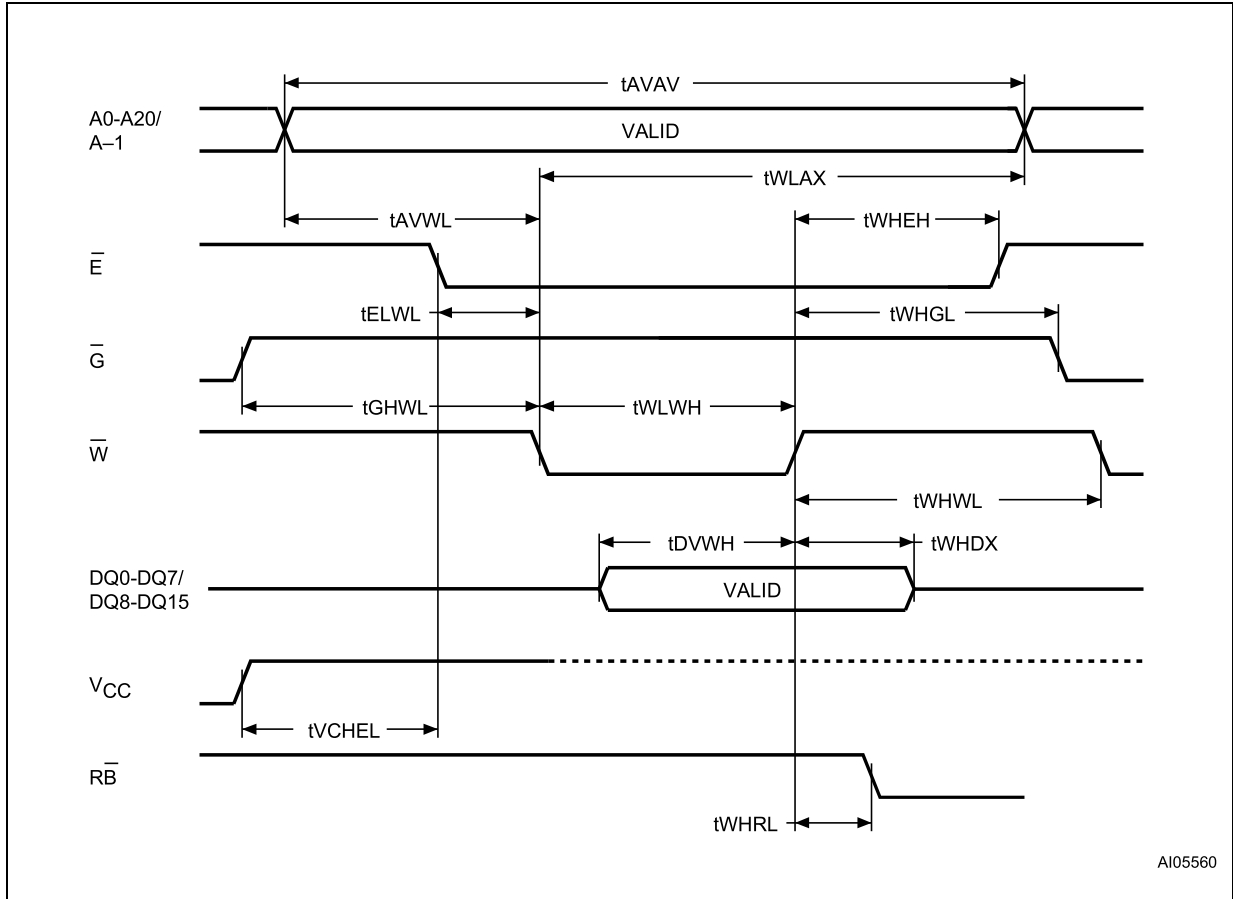 tAVAV
A0-A20/
A–1
VALID
tWLAX
tAVWL
tWHEH
E̅
tELWL
tWHGL
G̅
tGHWL
tWLWH
W̅
tWHWL
tDVWH
tWHDX
DQ0-DQ7/
DQ8-DQ15
VALID
VCC
tVCHEL
RB̅
tWHRL
AI05560